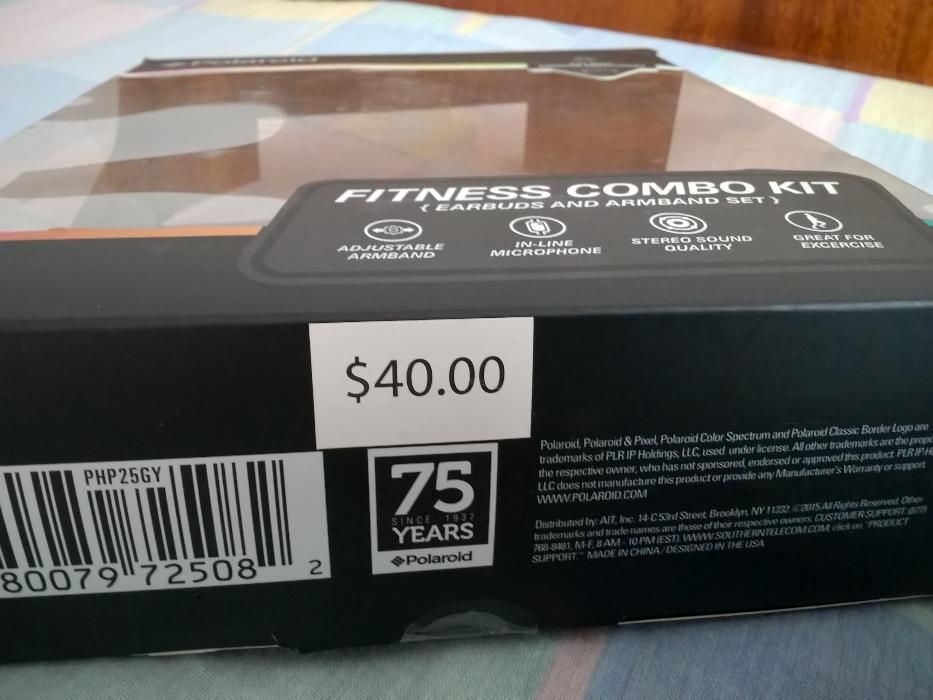 Polaroid
FITNESS COMBO KIT
{ EARBUDS AND ARMBAND SET }
ADJUSTABLE
ARMBAND
IN-LINE
MICROPHONE
STEREO SOUND
QUALITY
GREAT FOR
EXCERCISE
$40.00
PHP25GY
80079 72508 2
75
SINCE 1937
YEARS
Polaroid
Polaroid, Polaroid & Pixel, Polaroid Color Spectrum and Polaroid Classic Border Logo are
trademarks of PLR IP Holdings, LLC, used under license. All other trademarks are the
the respective owner, who has not sponsored, endorsed or approved this product. PLR IP
LLC does not manufacture this product or provide any Manufacturer's Warranty or support.
WWW.POLAROID.COM
Distributed by: AIT, Inc. 14-C 53rd Street, Brooklyn, NY 11232. ©2015 All Rights Reserved. Other
trademarks and trade names are those of their respective owners. CUSTOMER SUPPORT: (877)
768-8481, M-F, 8 AM - 10 PM (EST). WWW.SOUTHERNTELECOM.COM, click on "PRODUCT
SUPPORT." MADE IN CHINA / DESIGNED IN THE USA